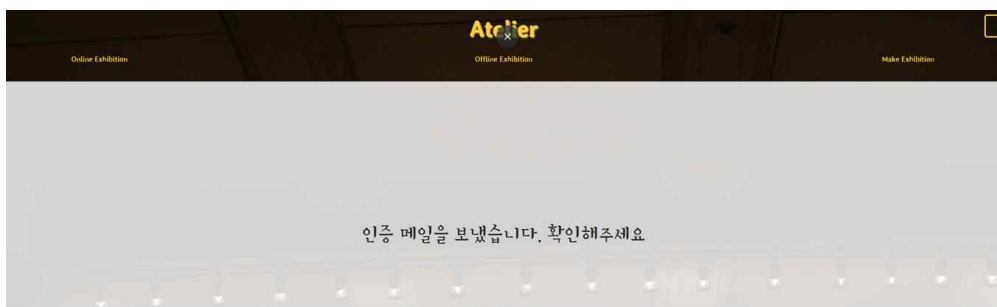 Atelier
Online Exhibition
Offline Exhibition
Make Exhibition
인증 메일을 보냈습니다. 확인해주세요